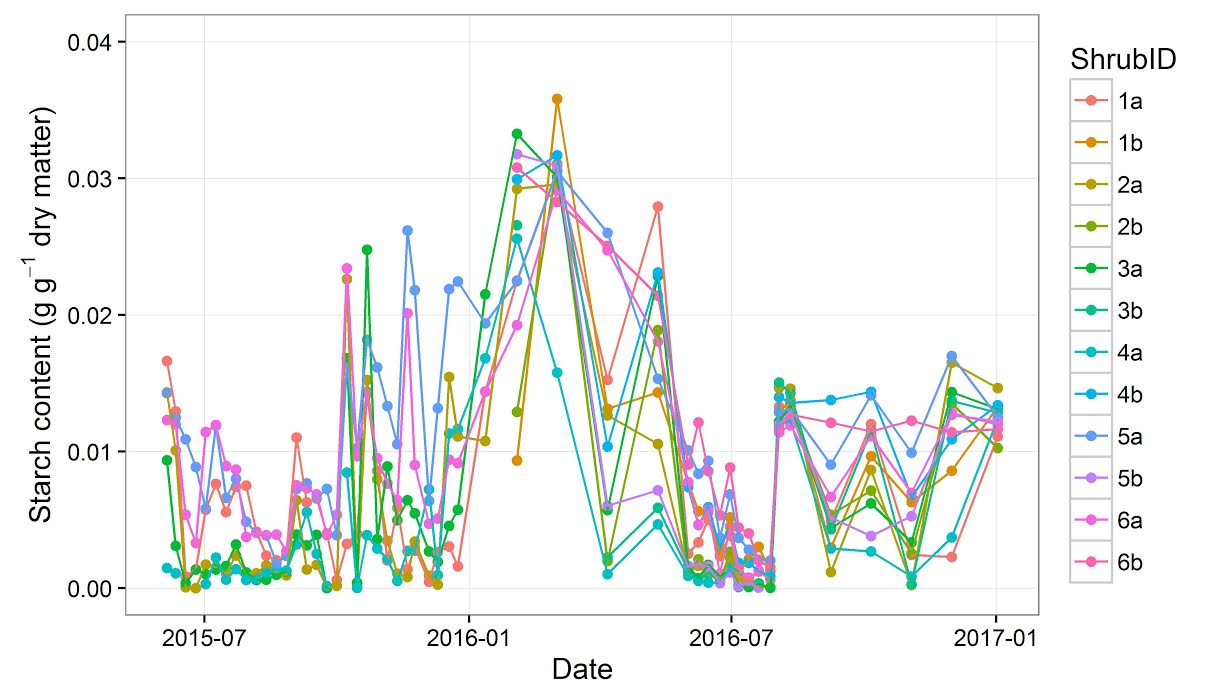 0.04
0.03
0.02
0.01
0.00
Starch content (g g⁻¹ dry matter)
2015-07
2016-01
2016-07
2017-01
Date
ShrubID
1a
1b
2a
2b
3a
3b
4a
4b
5a
5b
6a
6b